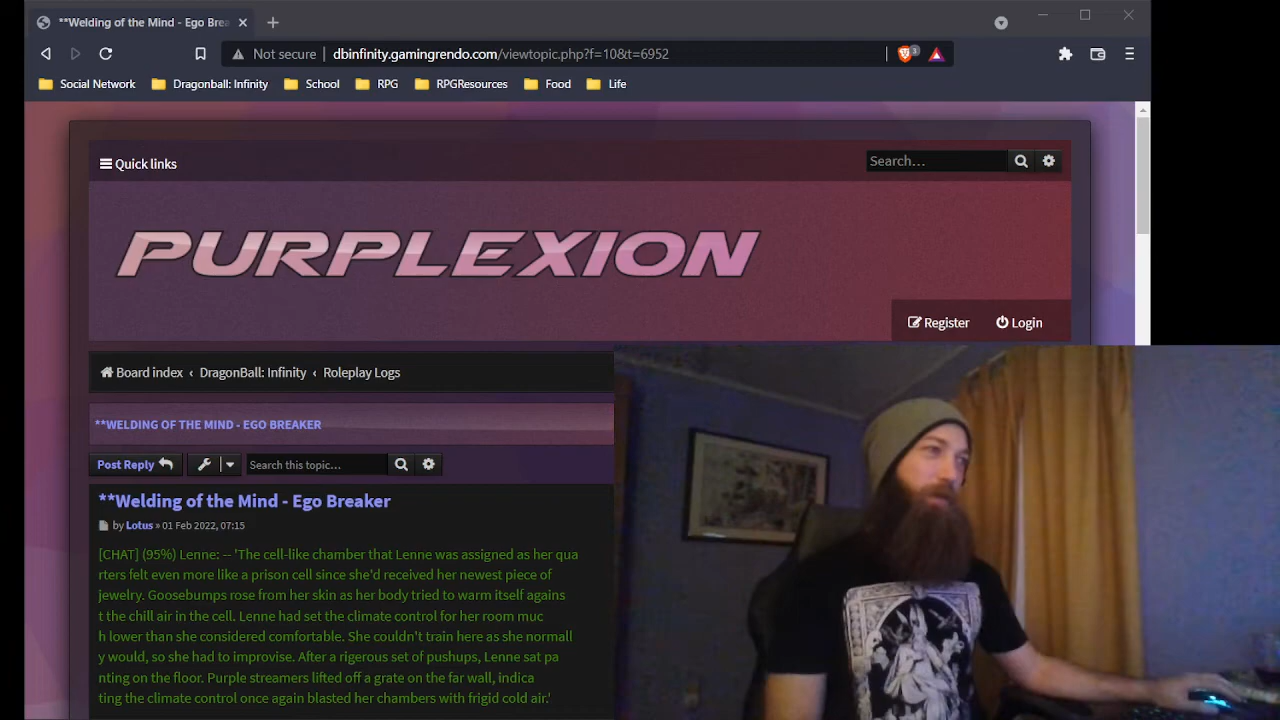 **Welding of the Mind - Ego Brea
Not secure
dbinfinity.gamingrendo.com/viewtopic.php?f=10&t=6952
3
Social Network
Dragonball: Infinity
School
RPG
RPGResources
Food
Life
Quick links
Search…
PURPLEXION
Register
Login
Board index ‹ DragonBall: Infinity ‹ Roleplay Logs
**WELDING OF THE MIND - EGO BREAKER
Post Reply
Search this topic…
**Welding of the Mind - Ego Breaker
by Lotus » 01 Feb 2022, 07:15
[CHAT] (95%) Lenne: -- 'The cell-like chamber that Lenne was assigned as her qua
rters felt even more like a prison cell since she'd received her newest piece of
jewelry. Goosebumps rose from her skin as her body tried to warm itself agains
t the chill air in the cell. Lenne had set the climate control for her room muc
h lower than she considered comfortable. She couldn't train here as she normall
y would, so she had to improvise. After a rigerous set of pushups, Lenne sat pa
nting on the floor. Purple streamers lifted off a grate on the far wall, indica
ting the climate control once again blasted her chambers with frigid cold air.'